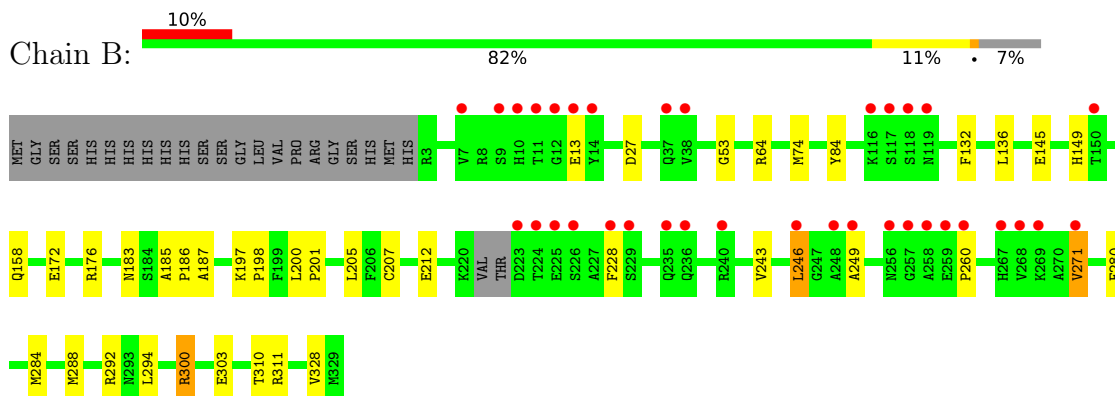 10%
Chain B:
82% 11% • 7%
MET GLY SER SER HIS HIS HIS HIS HIS HIS SER SER GLY LEU VAL PRO ARG GLY SER HIS MET HIS R3 V7 R8 S9 H10 T11 G12 E13 Y14 D27 Q37 V38 G53 R64 M74 Y84 K116 S117 S118 N119 F132 L136 E145 H149 T150
Q158 E172 R176 N183 S184 A185 P186 A187 K197 P198 F199 L200 P201 L205 F206 C207 E212 K220 VAL THR D223 T224 E225 S226 A227 F228 S229 Q235 Q236 R240 V243 L246 G247 A248 A249 N256 G257 A258 E259 P260 H267 V268 K269 A270 V271
M284 M288 R292 N293 L294 R300 E303 T310 R311 V328 M329